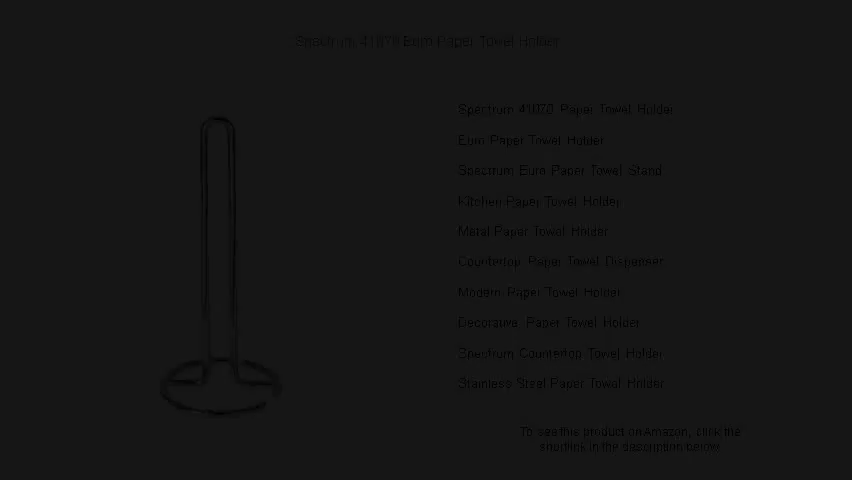 Spectrum 41070 Euro Paper Towel Holder
Spectrum 41070 Paper Towel Holder
Euro Paper Towel Holder
Spectrum Euro Paper Towel Stand
Kitchen Paper Towel Holder
Metal Paper Towel Holder
Countertop Paper Towel Dispenser
Modern Paper Towel Holder
Decorative Paper Towel Holder
Spectrum Countertop Towel Holder
Stainless Steel Paper Towel Holder
To see this product on Amazon, click the
shortlink in the description below.